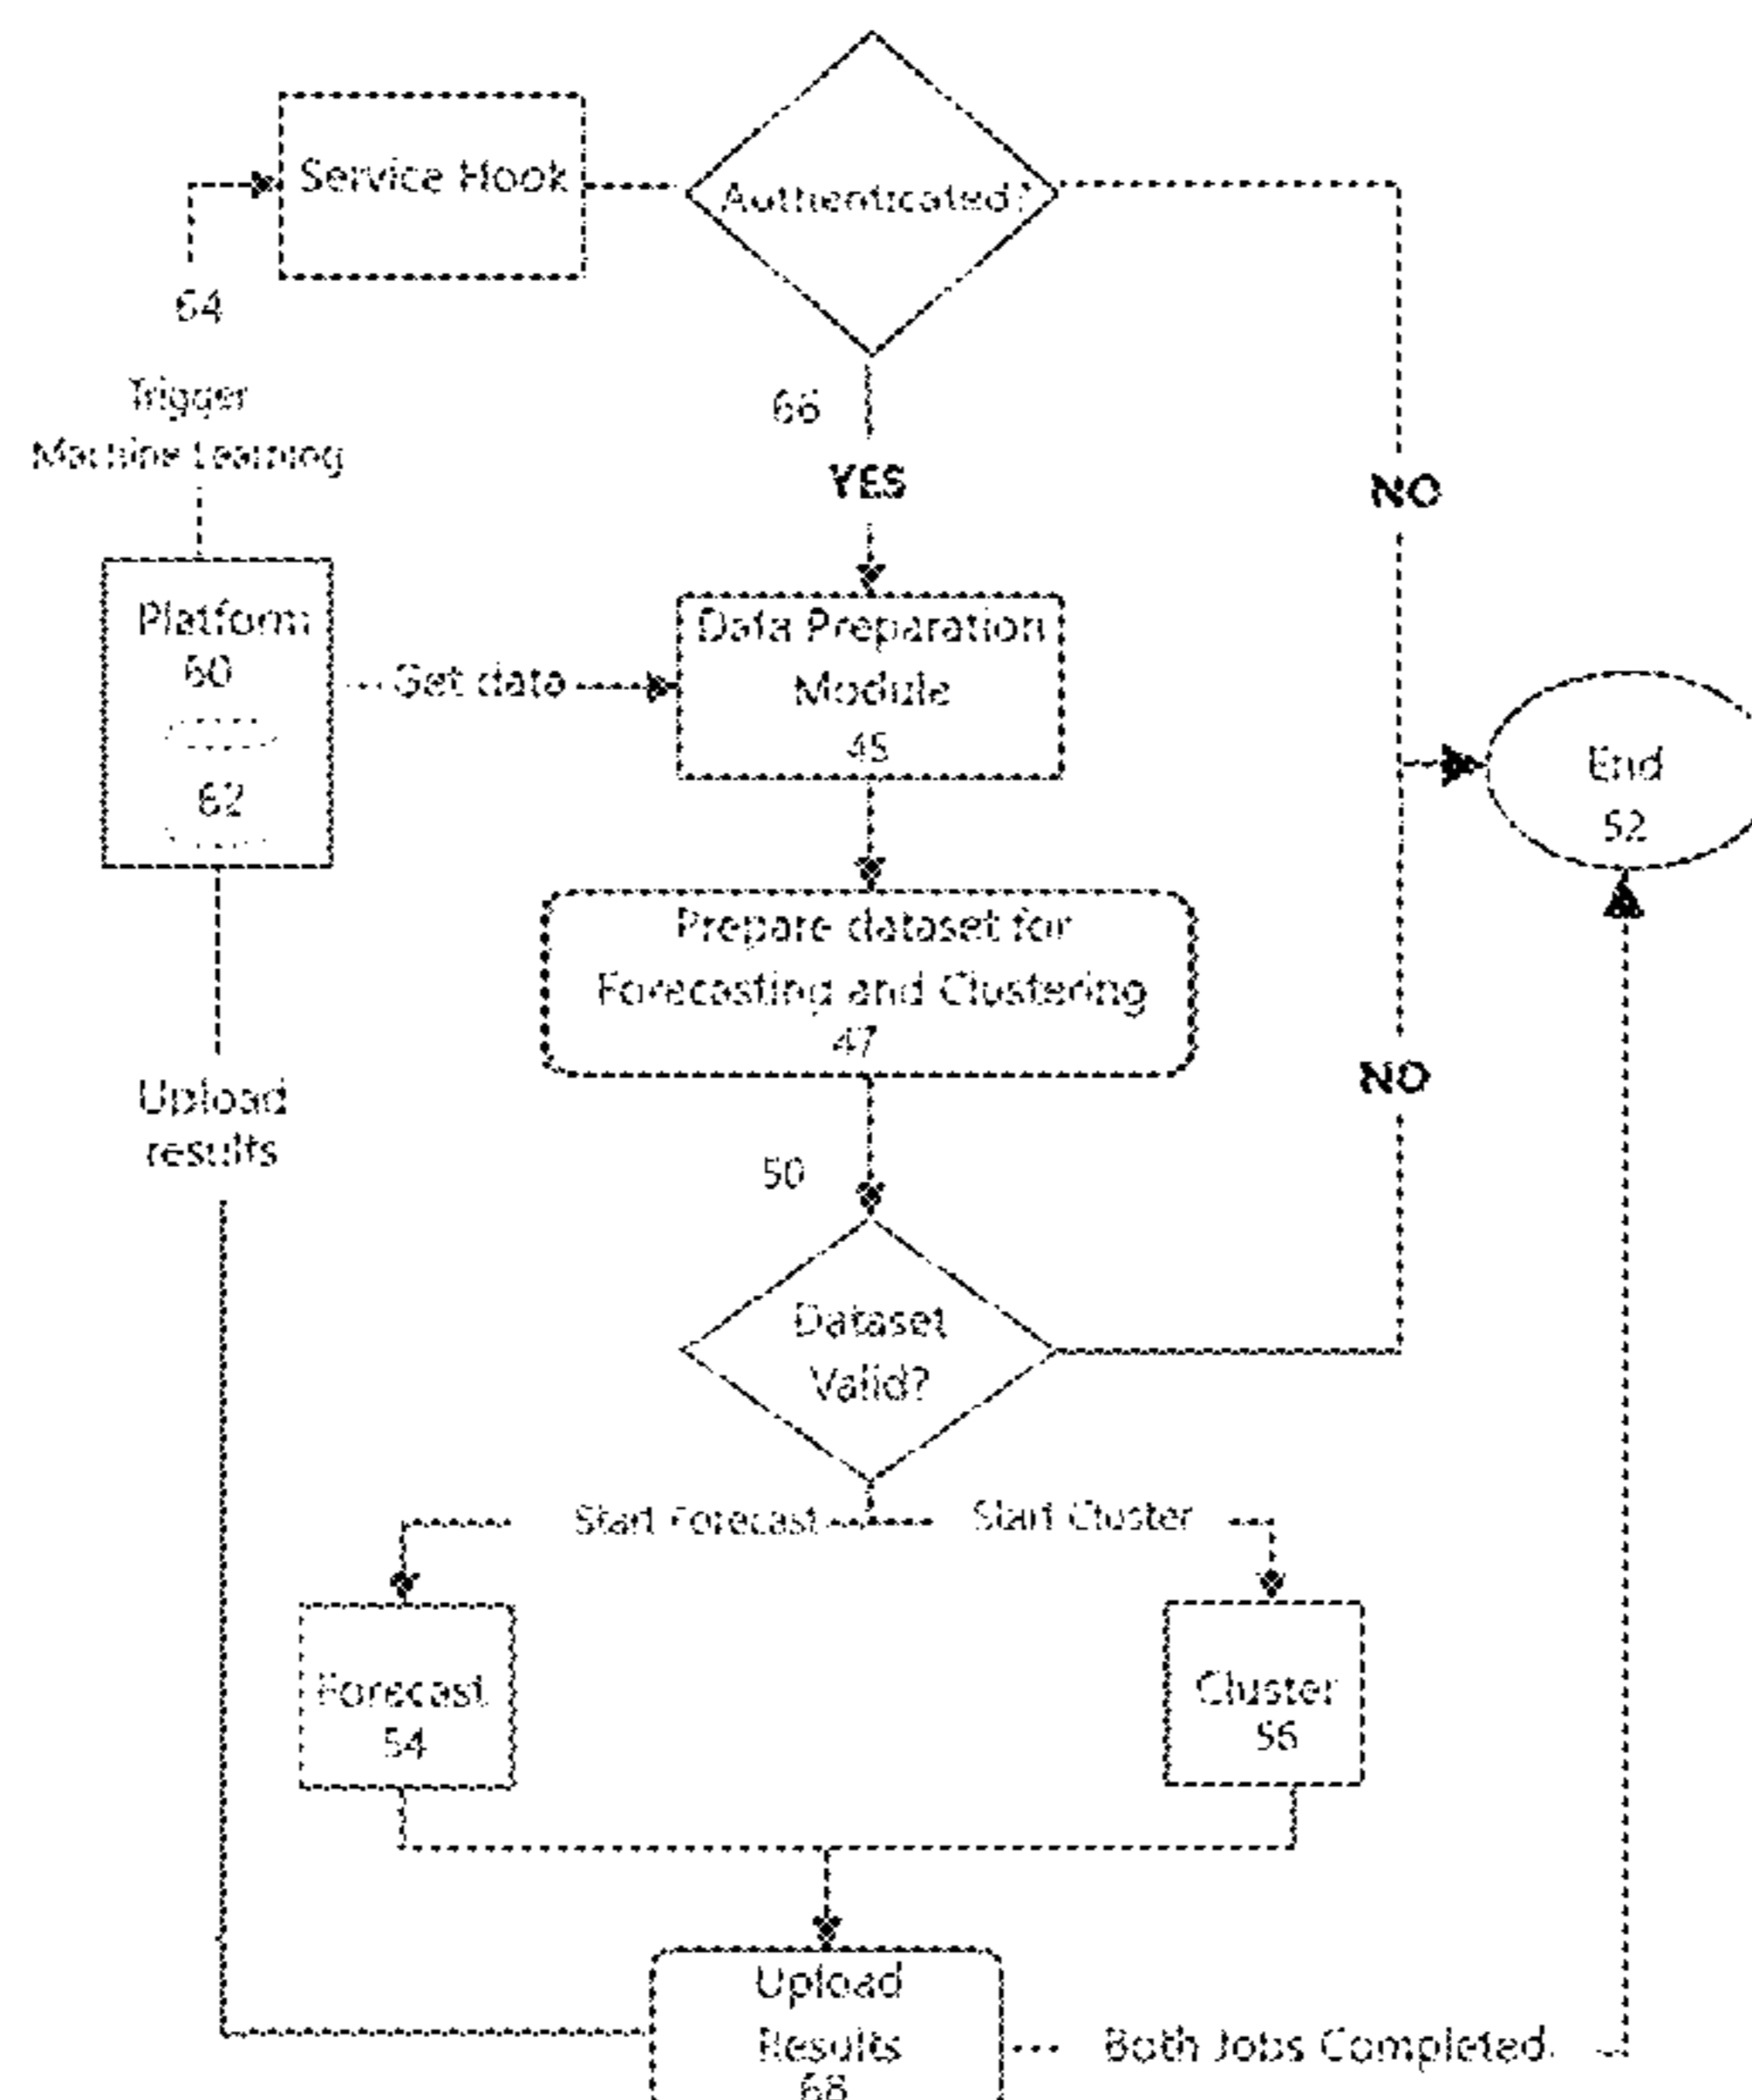 Service Hook
Authenticated?
64
Trigger
Machine Learning
66
YES
NO
Platform
60
62
Get data
Data Preparation
Module
45
End
52
Prepare dataset for
Forecasting and Clustering
47
NO
Upload
results
50
Dataset
Valid?
Start Forecast
Start Cluster
Forecast
54
Cluster
56
Upload
Results
68
Both Jobs Completed.